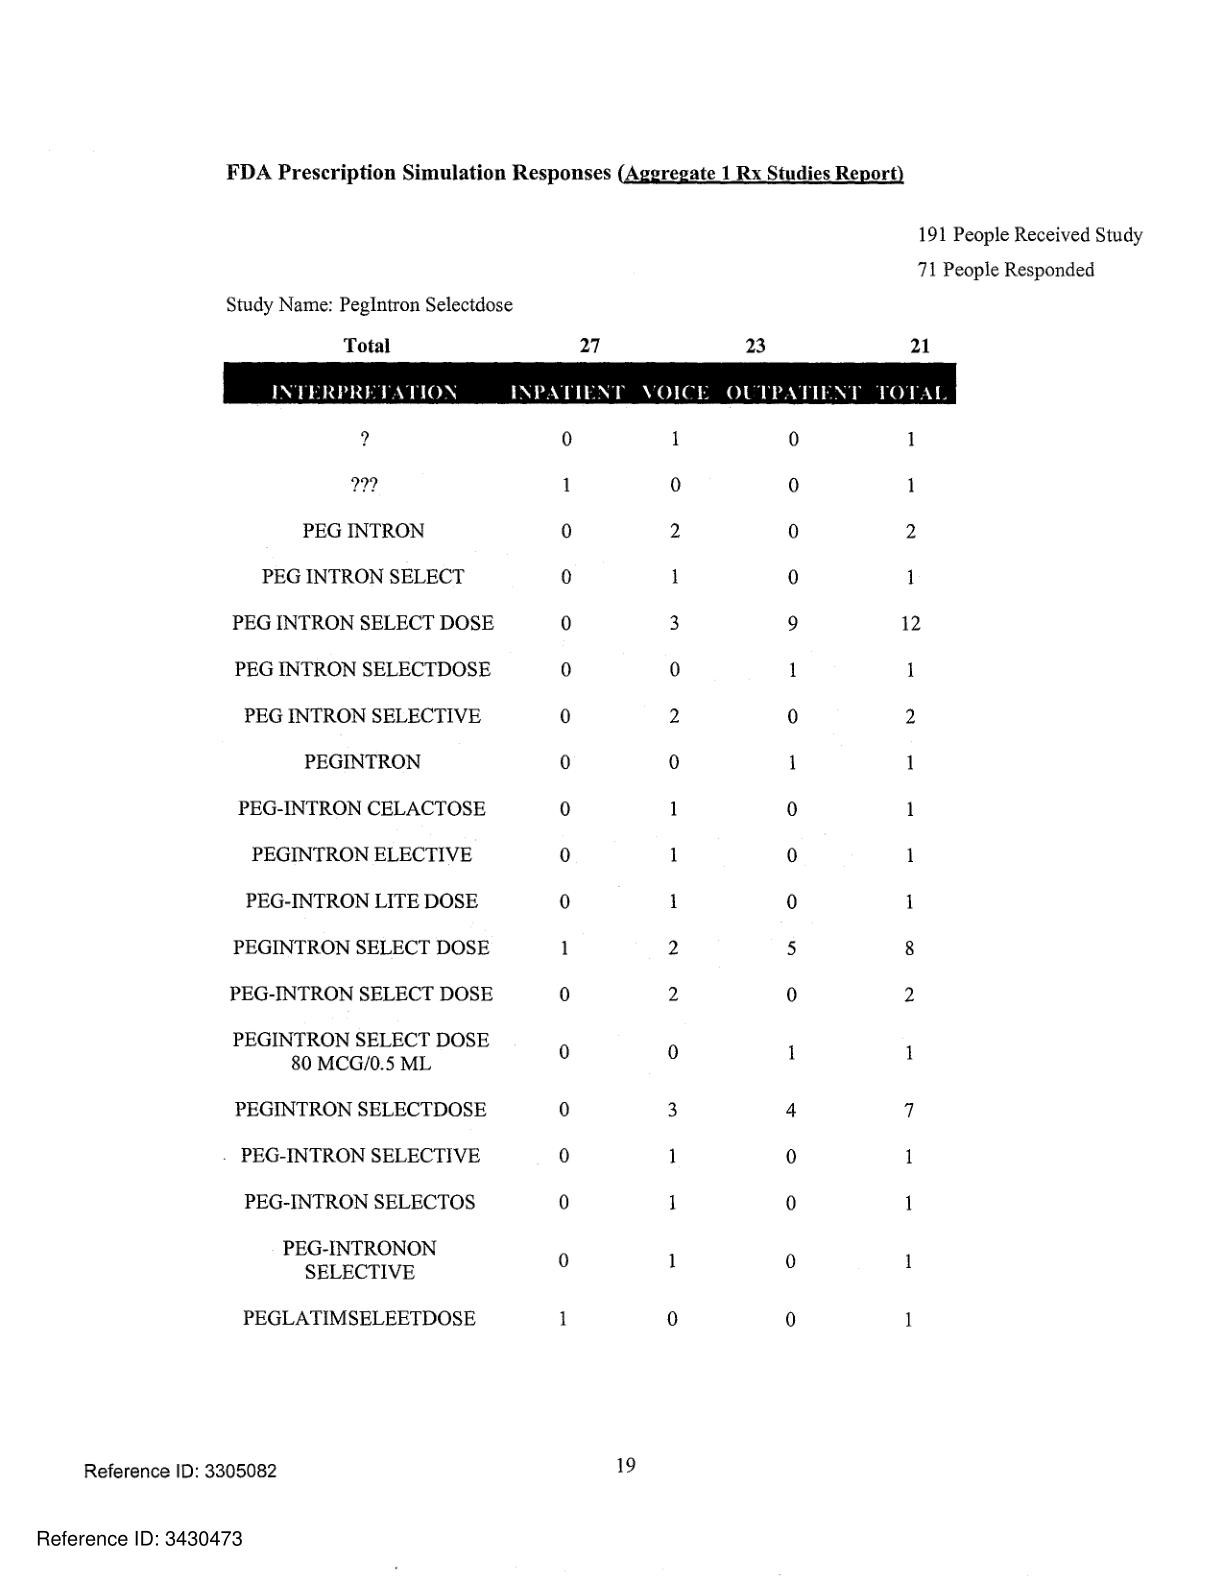 FDA Prescription Simulation Responses (Aggregate 1 Rx Studies Report)
191 People Received Study
71 People Responded
Study Name: PegIntron Selectdose
Total 27 23 21
INTERPRETATION INPATIENT VOICE OUTPATIENT TOTAL
? 0 1 0 1
??? 1 0 0 1
PEG INTRON 0 2 0 2
PEG INTRON SELECT 0 1 0 1
PEG INTRON SELECT DOSE 0 3 9 12
PEG INTRON SELECTDOSE 0 0 1 1
PEG INTRON SELECTIVE 0 2 0 2
PEGINTRON 0 0 1 1
PEG-INTRON CELACTOSE 0 1 0 1
PEGINTRON ELECTIVE 0 1 0 1
PEG-INTRON LITE DOSE 0 1 0 1
PEGINTRON SELECT DOSE 1 2 5 8
PEG-INTRON SELECT DOSE 0 2 0 2
PEGINTRON SELECT DOSE
80 MCG/0.5 ML 0 0 1 1
PEGINTRON SELECTDOSE 0 3 4 7
PEG-INTRON SELECTIVE 0 1 0 1
PEG-INTRON SELECTOS 0 1 0 1
PEG-INTRONON
SELECTIVE 0 1 0 1
PEGLATIMSELEETDOSE 1 0 0 1
Reference ID: 3305082
19
Reference ID: 3430473